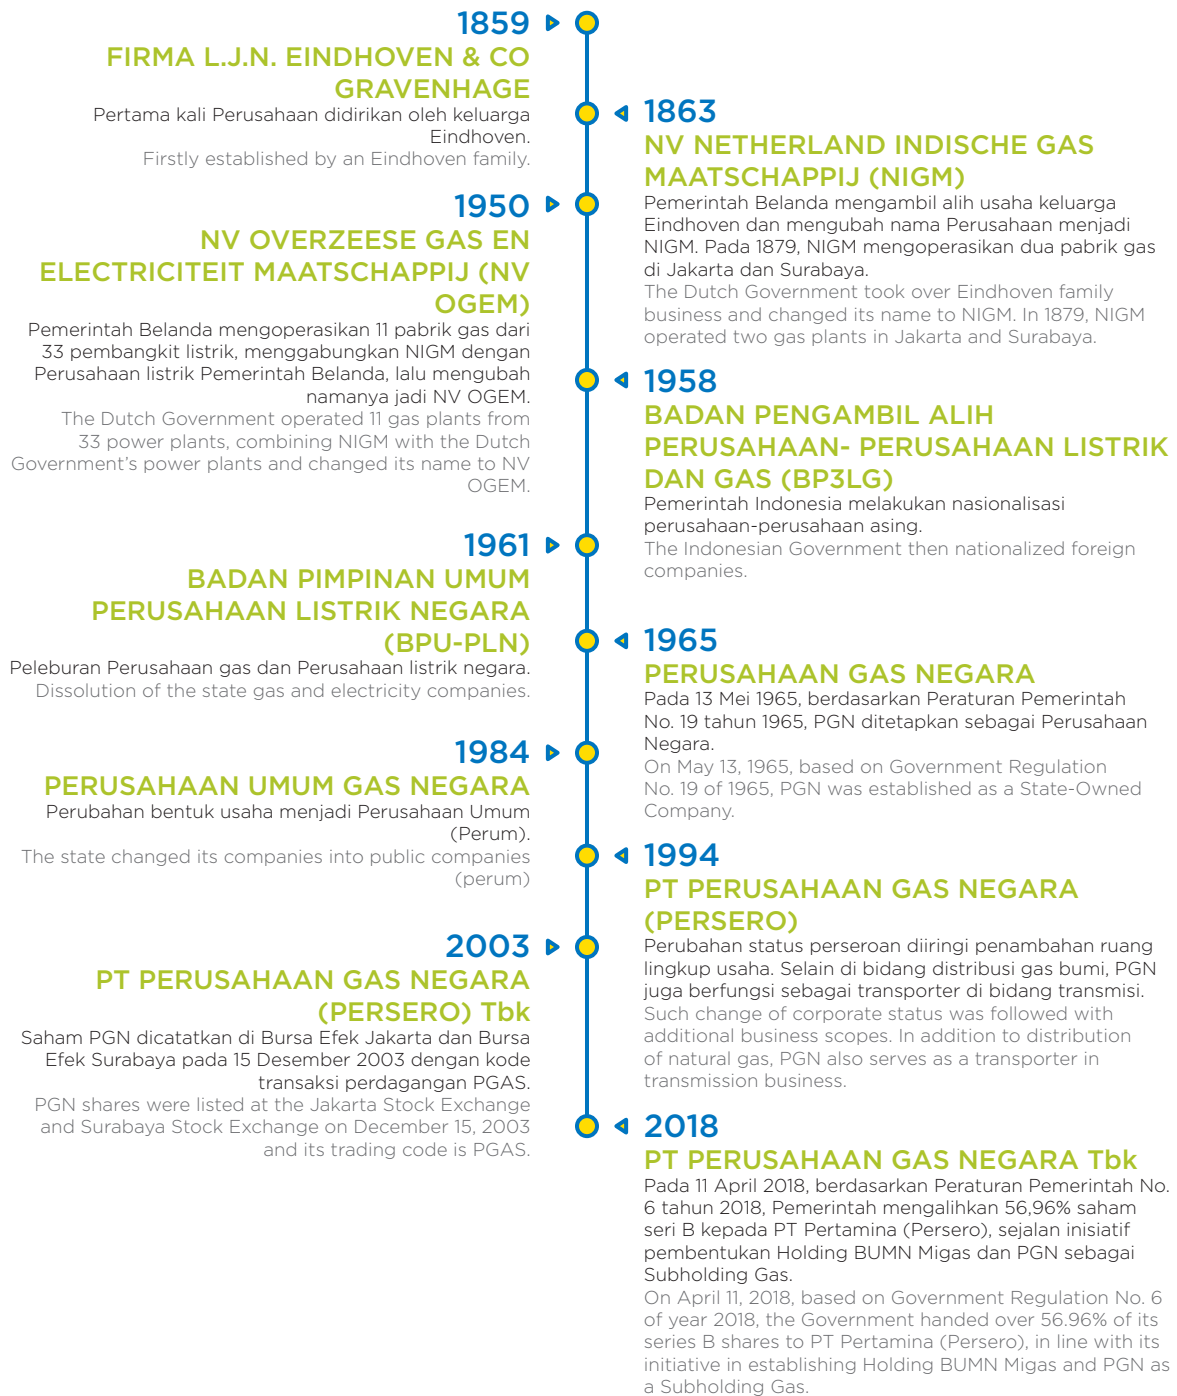 1859
FIRMA L.J.N. EINDHOVEN & CO
GRAVENHAGE
Pertama kali Perusahaan didirikan oleh keluarga
Eindhoven.
Firstly established by an Eindhoven family.
1863
NV NETHERLAND INDISCHE GAS
MAATSCHAPPIJ (NIGM)
Pemerintah Belanda mengambil alih usaha keluarga
Eindhoven dan mengubah nama Perusahaan menjadi
NIGM. Pada 1879, NIGM mengoperasikan dua pabrik gas
di Jakarta dan Surabaya.
The Dutch Government took over Eindhoven family
business and changed its name to NIGM. In 1879, NIGM
operated two gas plants in Jakarta and Surabaya.
1950
NV OVERZEESE GAS EN
ELECTRICITEIT MAATSCHAPPIJ (NV
OGEM)
Pemerintah Belanda mengoperasikan 11 pabrik gas dari
33 pembangkit listrik, menggabungkan NIGM dengan
Perusahaan listrik Pemerintah Belanda, lalu mengubah
namanya jadi NV OGEM.
The Dutch Government operated 11 gas plants from
33 power plants, combining NIGM with the Dutch
Government's power plants and changed its name to NV
OGEM.
1958
BADAN PENGAMBIL ALIH
PERUSAHAAN- PERUSAHAAN LISTRIK
DAN GAS (BP3LG)
Pemerintah Indonesia melakukan nasionalisasi
perusahaan-perusahaan asing.
The Indonesian Government then nationalized foreign
companies.
1961
BADAN PIMPINAN UMUM
PERUSAHAAN LISTRIK NEGARA
(BPU-PLN)
Peleburan Perusahaan gas dan Perusahaan listrik negara.
Dissolution of the state gas and electricity companies.
1965
PERUSAHAAN GAS NEGARA
Pada 13 Mei 1965, berdasarkan Peraturan Pemerintah
No. 19 tahun 1965, PGN ditetapkan sebagai Perusahaan
Negara.
On May 13, 1965, based on Government Regulation
No. 19 of 1965, PGN was established as a State-Owned
Company.
1984
PERUSAHAAN UMUM GAS NEGARA
Perubahan bentuk usaha menjadi Perusahaan Umum
(Perum).
The state changed its companies into public companies
(perum)
1994
PT PERUSAHAAN GAS NEGARA
(PERSERO)
Perubahan status perseroan diiringi penambahan ruang
lingkup usaha. Selain di bidang distribusi gas bumi, PGN
juga berfungsi sebagai transporter di bidang transmisi.
Such change of corporate status was followed with
additional business scopes. In addition to distribution
of natural gas, PGN also serves as a transporter in
transmission business.
2003
PT PERUSAHAAN GAS NEGARA
(PERSERO) Tbk
Saham PGN dicatatkan di Bursa Efek Jakarta dan Bursa
Efek Surabaya pada 15 Desember 2003 dengan kode
transaksi perdagangan PGAS.
PGN shares were listed at the Jakarta Stock Exchange
and Surabaya Stock Exchange on December 15, 2003
and its trading code is PGAS.
2018
PT PERUSAHAAN GAS NEGARA Tbk
Pada 11 April 2018, berdasarkan Peraturan Pemerintah No.
6 tahun 2018, Pemerintah mengalihkan 56,96% saham
seri B kepada PT Pertamina (Persero), sejalan inisiatif
pembentukan Holding BUMN Migas dan PGN sebagai
Subholding Gas.
On April 11, 2018, based on Government Regulation No. 6
of year 2018, the Government handed over 56.96% of its
series B shares to PT Pertamina (Persero), in line with its
initiative in establishing Holding BUMN Migas and PGN as
a Subholding Gas.